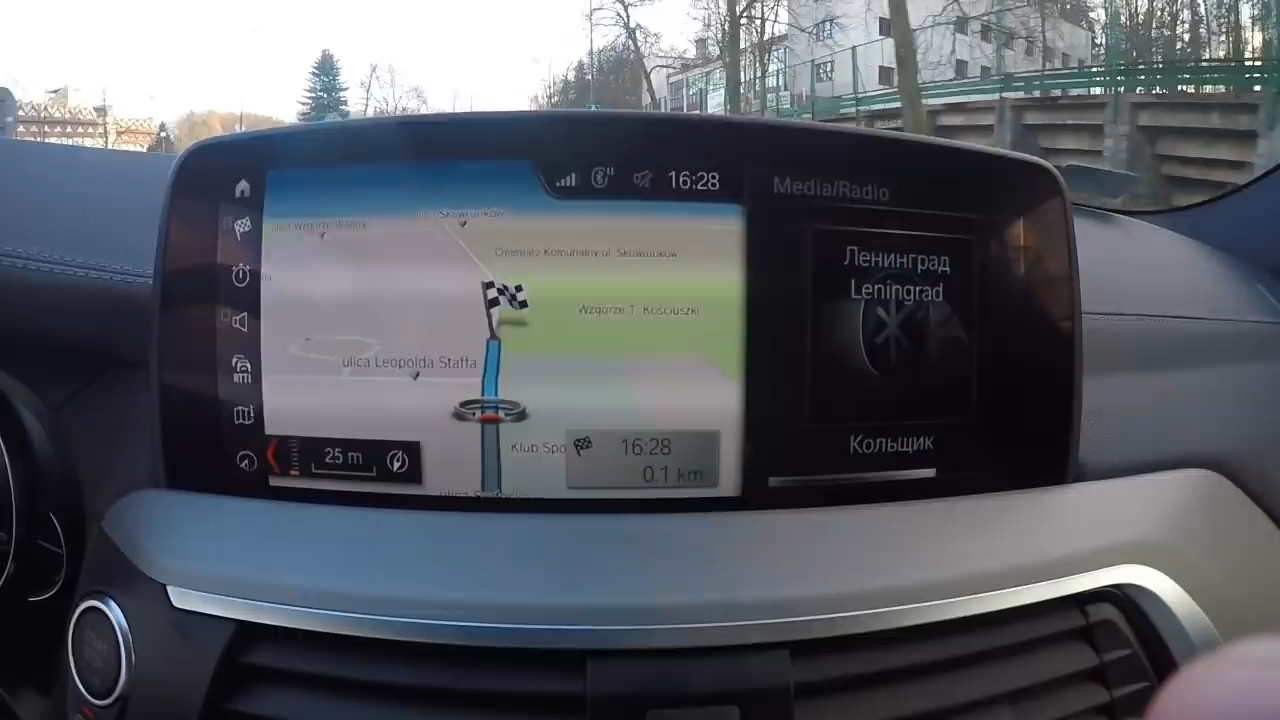 16:28
Media/Radio
Cmentarz Komunalny ul. Skowronków
Wzgórze T. Kościuszki
ulica Leopolda Staffa
Klub Spo
16:28
0.1 km
25 m
RTTI
Ленинград
Leningrad
Кольщик